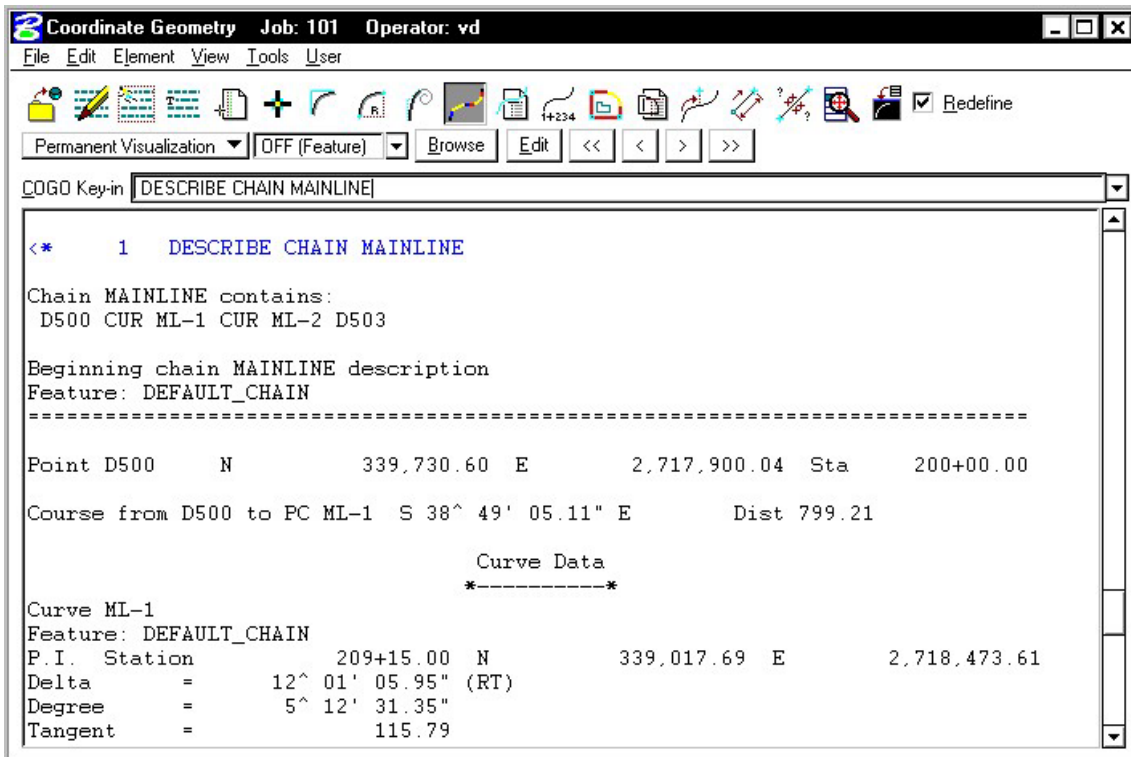 Coordinate Geometry Job: 101 Operator: vd
File Edit Element View Tools User
T R 1+234 ? ? Redefine
Permanent Visualization OFF (Feature) Browse Edit << < > >>
COGO Key-in DESCRIBE CHAIN MAINLINE
<* 1 DESCRIBE CHAIN MAINLINE
Chain MAINLINE contains:
D500 CUR ML-1 CUR ML-2 D503
Beginning chain MAINLINE description
Feature: DEFAULT_CHAIN
==============================================================================
Point D500 N 339,730.60 E 2,717,900.04 Sta 200+00.00
Course from D500 to PC ML-1 S 38^ 49' 05.11" E Dist 799.21
Curve Data
*----------*
Curve ML-1
Feature: DEFAULT_CHAIN
P.I. Station 209+15.00 N 339,017.69 E 2,718,473.61
Delta = 12^ 01' 05.95" (RT)
Degree = 5^ 12' 31.35"
Tangent = 115.79